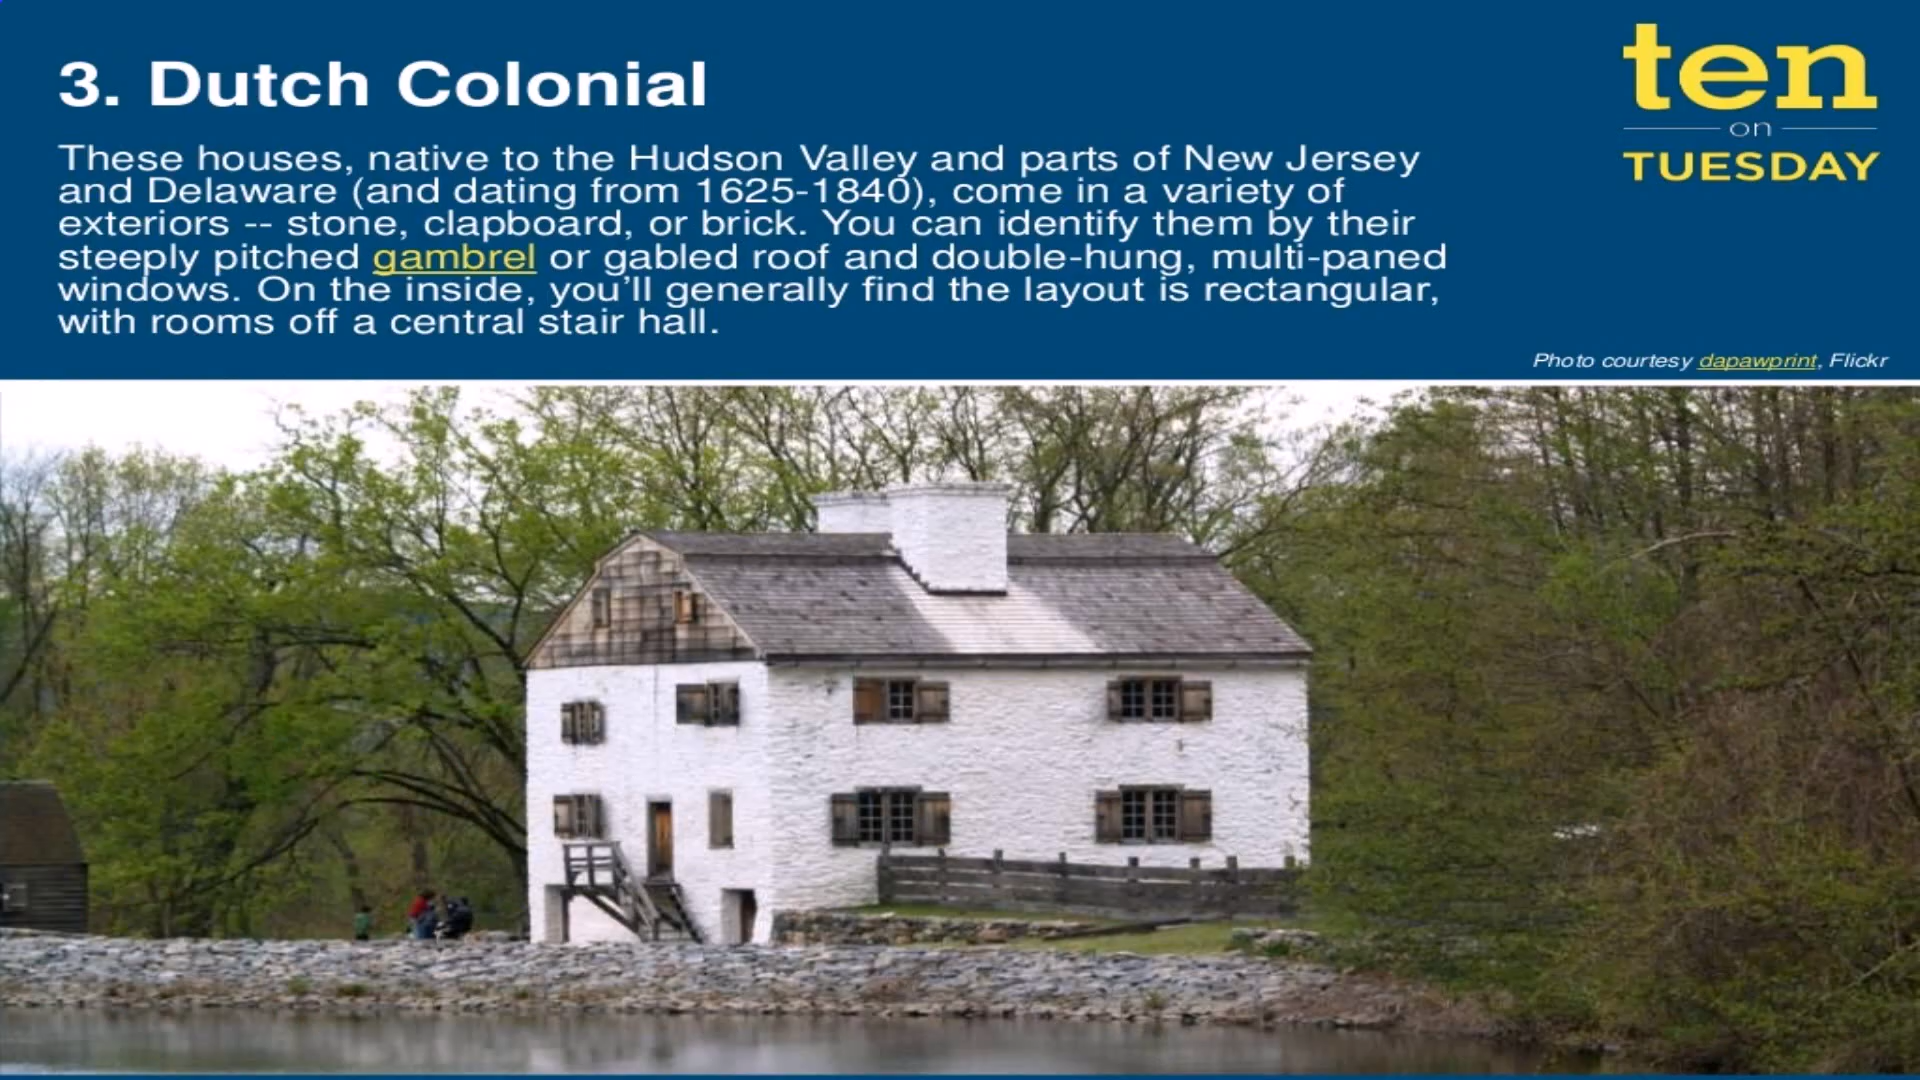 3. Dutch Colonial
These houses, native to the Hudson Valley and parts of New Jersey
and Delaware (and dating from 1625-1840), come in a variety of
exteriors -- stone, clapboard, or brick. You can identify them by their
steeply pitched gambrel or gabled roof and double-hung, multi-paned
windows. On the inside, you’ll generally find the layout is rectangular,
with rooms off a central stair hall.
ten
on
TUESDAY
Photo courtesy dapawprint, Flickr